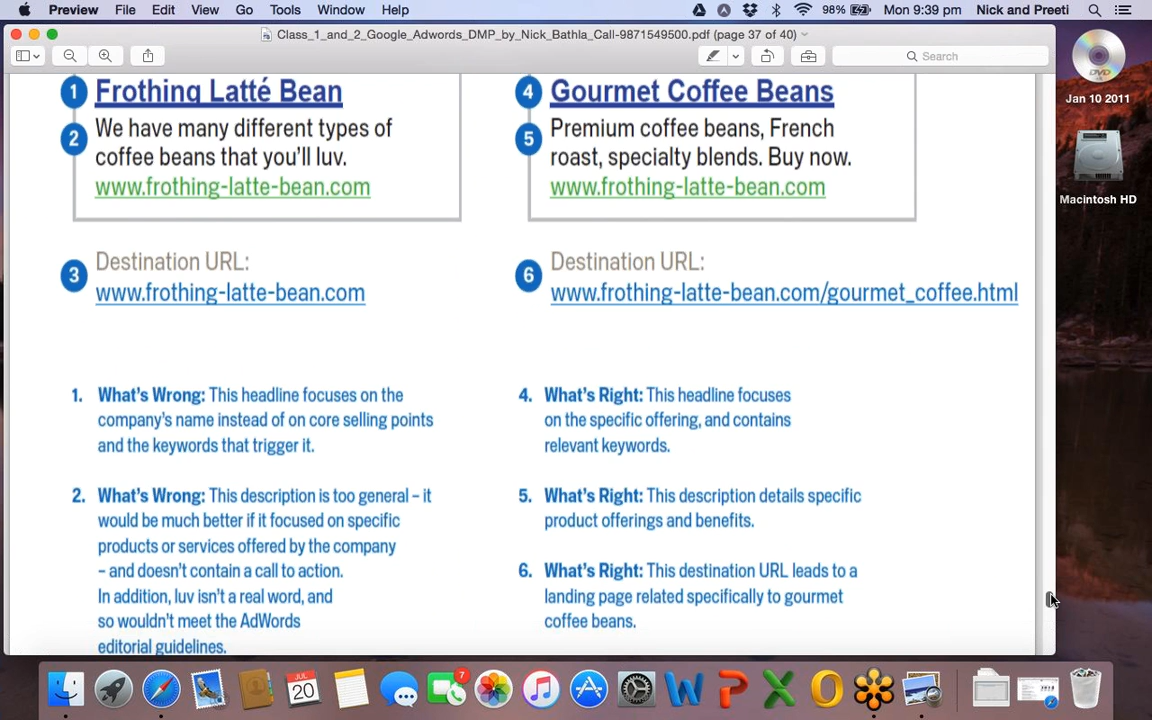 Preview File Edit View Go Tools Window Help 98% Mon 9:39 pm Nick and Preeti
Class_1_and_2_Google_Adwords_DMP_by_Nick_Bathla_Call-9871549500.pdf (page 37 of 40)
Search
DVD
Jan 10 2011
Macintosh HD
1 Frothing Latté Bean
2 We have many different types of
coffee beans that you'll luv.
www.frothing-latte-bean.com
3 Destination URL:
www.frothing-latte-bean.com
4 Gourmet Coffee Beans
5 Premium coffee beans, French
roast, specialty blends. Buy now.
www.frothing-latte-bean.com
6 Destination URL:
www.frothing-latte-bean.com/gourmet_coffee.html
1. What's Wrong: This headline focuses on the
company's name instead of on core selling points
and the keywords that trigger it.
2. What's Wrong: This description is too general – it
would be much better if it focused on specific
products or services offered by the company
– and doesn't contain a call to action.
In addition, luv isn't a real word, and
so wouldn't meet the AdWords
editorial guidelines.
4. What's Right: This headline focuses
on the specific offering, and contains
relevant keywords.
5. What's Right: This description details specific
product offerings and benefits.
6. What's Right: This destination URL leads to a
landing page related specifically to gourmet
coffee beans.
JUL
20
7